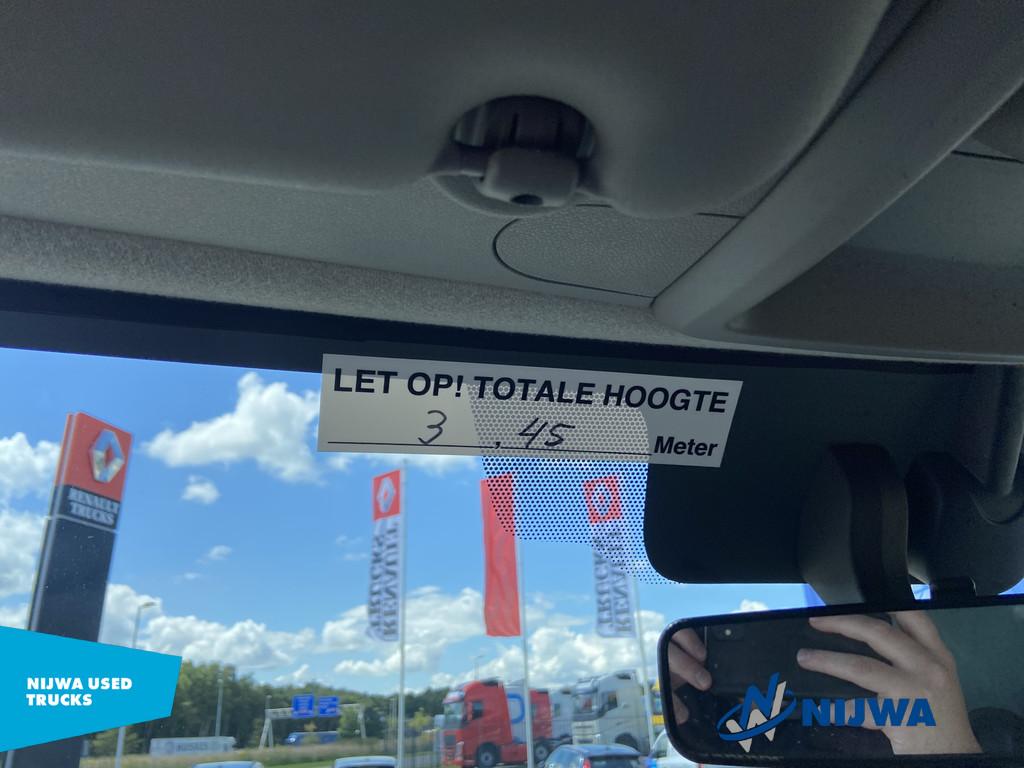 LET OP! TOTALE HOOGTE
3.45 Meter
RENAULT
TRUCKS
RENAULT
TRUCKS
RENAULT
TRUCKS
NIJWA USED
TRUCKS
NIJWA